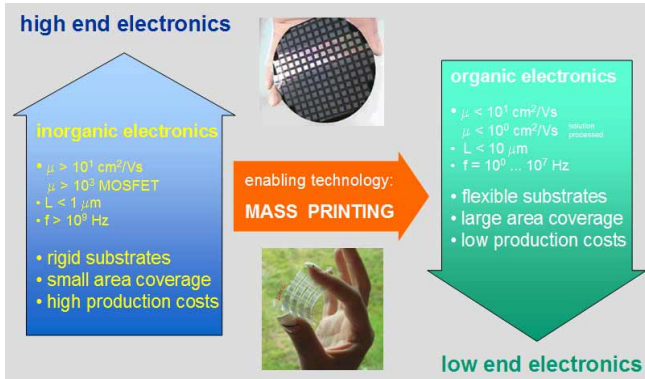 high end electronics
inorganic electronics
• μ > 10¹ cm²/Vs
μ > 10³ MOSFET
• L < 1 μm
• f > 10⁹ Hz
• rigid substrates
• small area coverage
• high production costs
enabling technology:
MASS PRINTING
organic electronics
• μ < 10¹ cm²/Vs
μ < 10⁰ cm²/Vs solution processed
• L < 10 μm
• f = 10⁰ ... 10⁷ Hz
• flexible substrates
• large area coverage
• low production costs
low end electronics